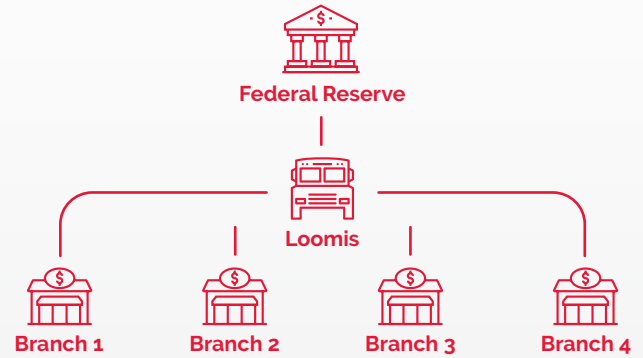 $
Federal Reserve
Loomis
$ $ $ $
Branch 1 Branch 2 Branch 3 Branch 4